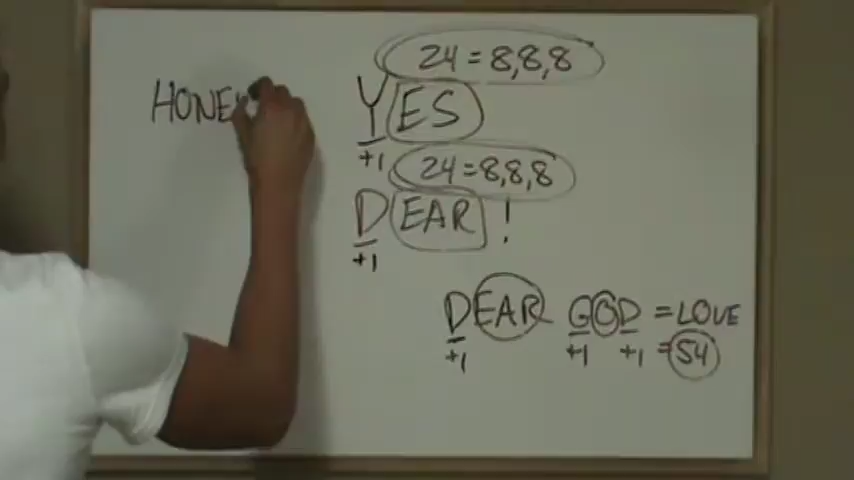 24 = 8,8,8
HONE
YES
+1
24=8,8,8
DEAR !
+1
DEAR GOD = LOVE
+1 +1 +1 =54